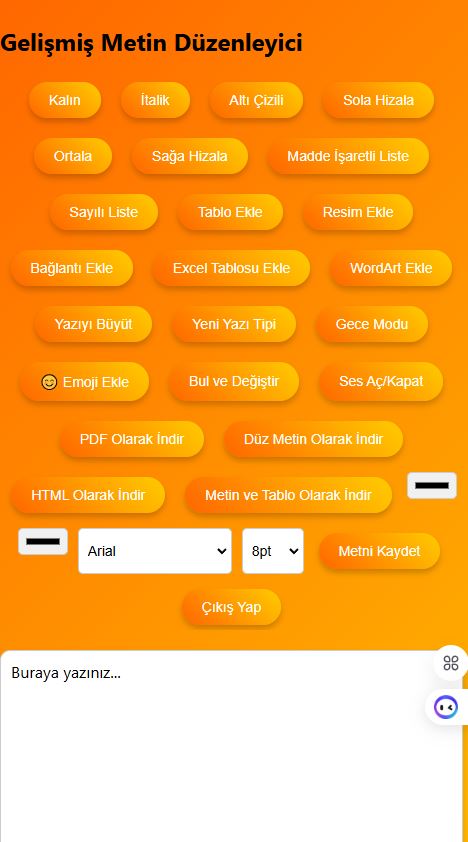 Gelişmiş Metin Düzenleyici
Kalın İtalik Altı Çizili Sola Hizala
Ortala Sağa Hizala Madde İşaretli Liste
Sayılı Liste Tablo Ekle Resim Ekle
Bağlantı Ekle Excel Tablosu Ekle WordArt Ekle
Yazıyı Büyüt Yeni Yazı Tipi Gece Modu
😊 Emoji Ekle Bul ve Değiştir Ses Aç/Kapat
PDF Olarak İndir Düz Metin Olarak İndir
HTML Olarak İndir Metin ve Tablo Olarak İndir
Arial 8pt Metni Kaydet
Çıkış Yap
Buraya yazınız...